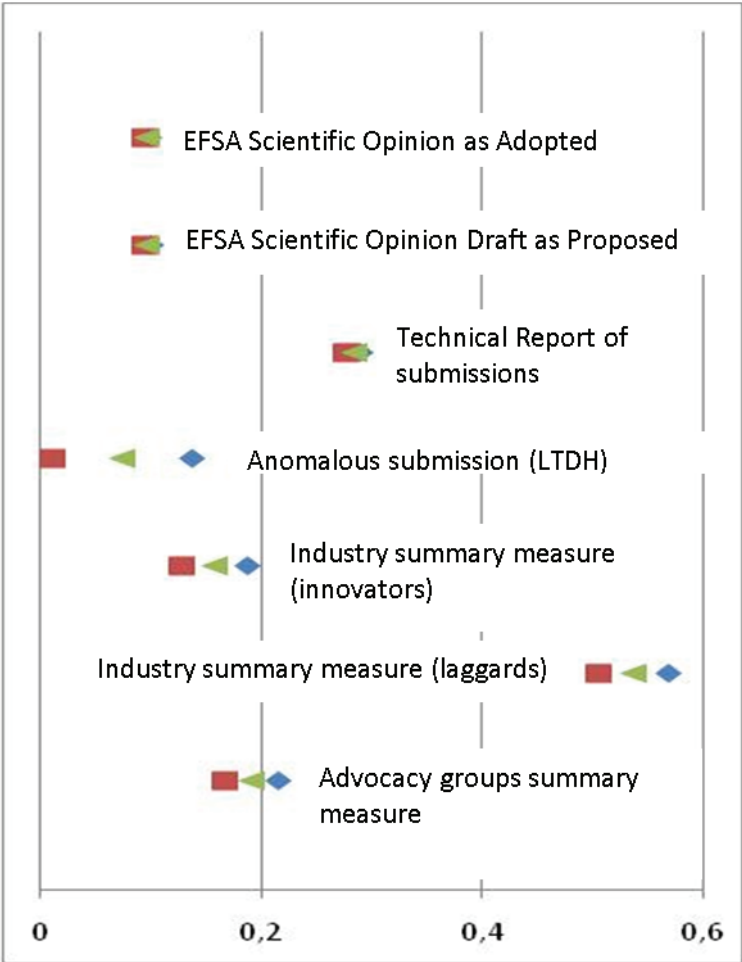 EFSA Scientific Opinion as Adopted
EFSA Scientific Opinion Draft as Proposed
Technical Report of
submissions
Anomalous submission (LTDH)
Industry summary measure
(innovators)
Industry summary measure (laggards)
Advocacy groups summary
measure
0 0,2 0,4 0,6